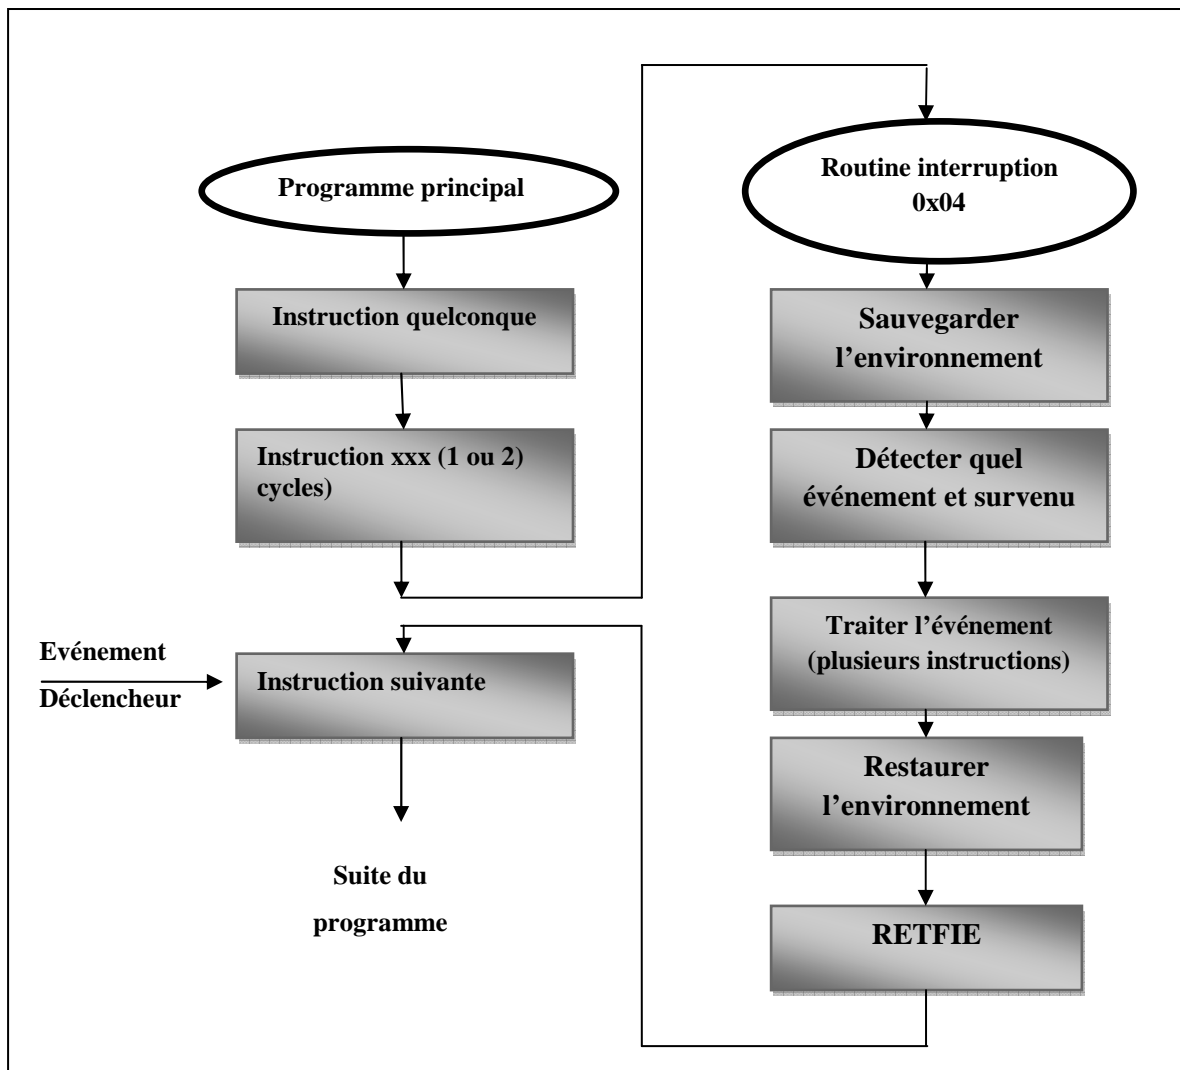 Programme principal
Instruction quelconque
Instruction xxx (1 ou 2)
cycles)
Evénement
Déclencheur
Instruction suivante
Suite du
programme
Routine interruption
0x04
Sauvegarder
l’environnement
Détecter quel
événement et survenu
Traiter l’événement
(plusieurs instructions)
Restaurer
l’environnement
RETFIE